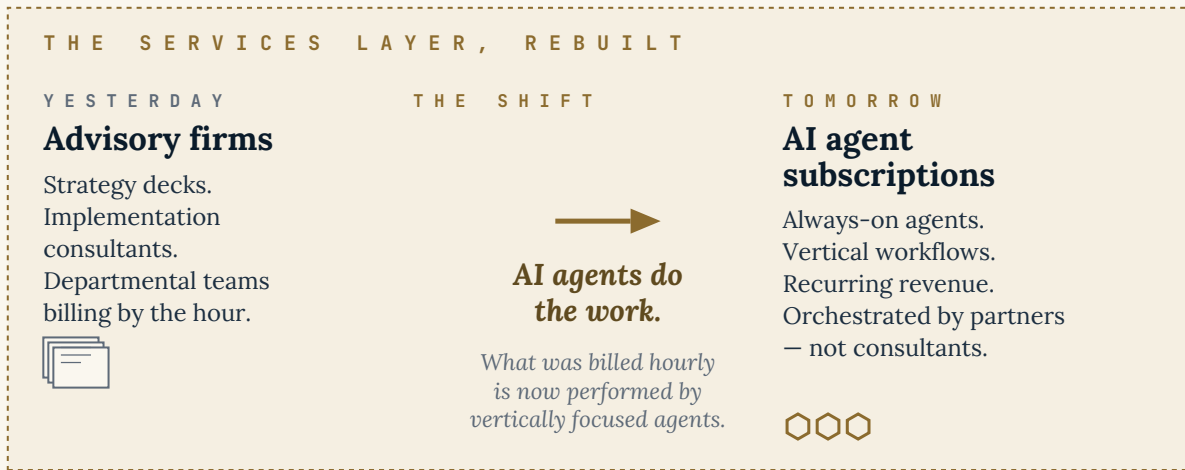 THE SERVICES LAYER, REBUILT
YESTERDAY
Advisory firms
Strategy decks.
Implementation
consultants.
Departmental teams
billing by the hour.
THE SHIFT
AI agents do
the work.
What was billed hourly
is now performed by
vertically focused agents.
TOMORROW
AI agent
subscriptions
Always-on agents.
Vertical workflows.
Recurring revenue.
Orchestrated by partners
— not consultants.